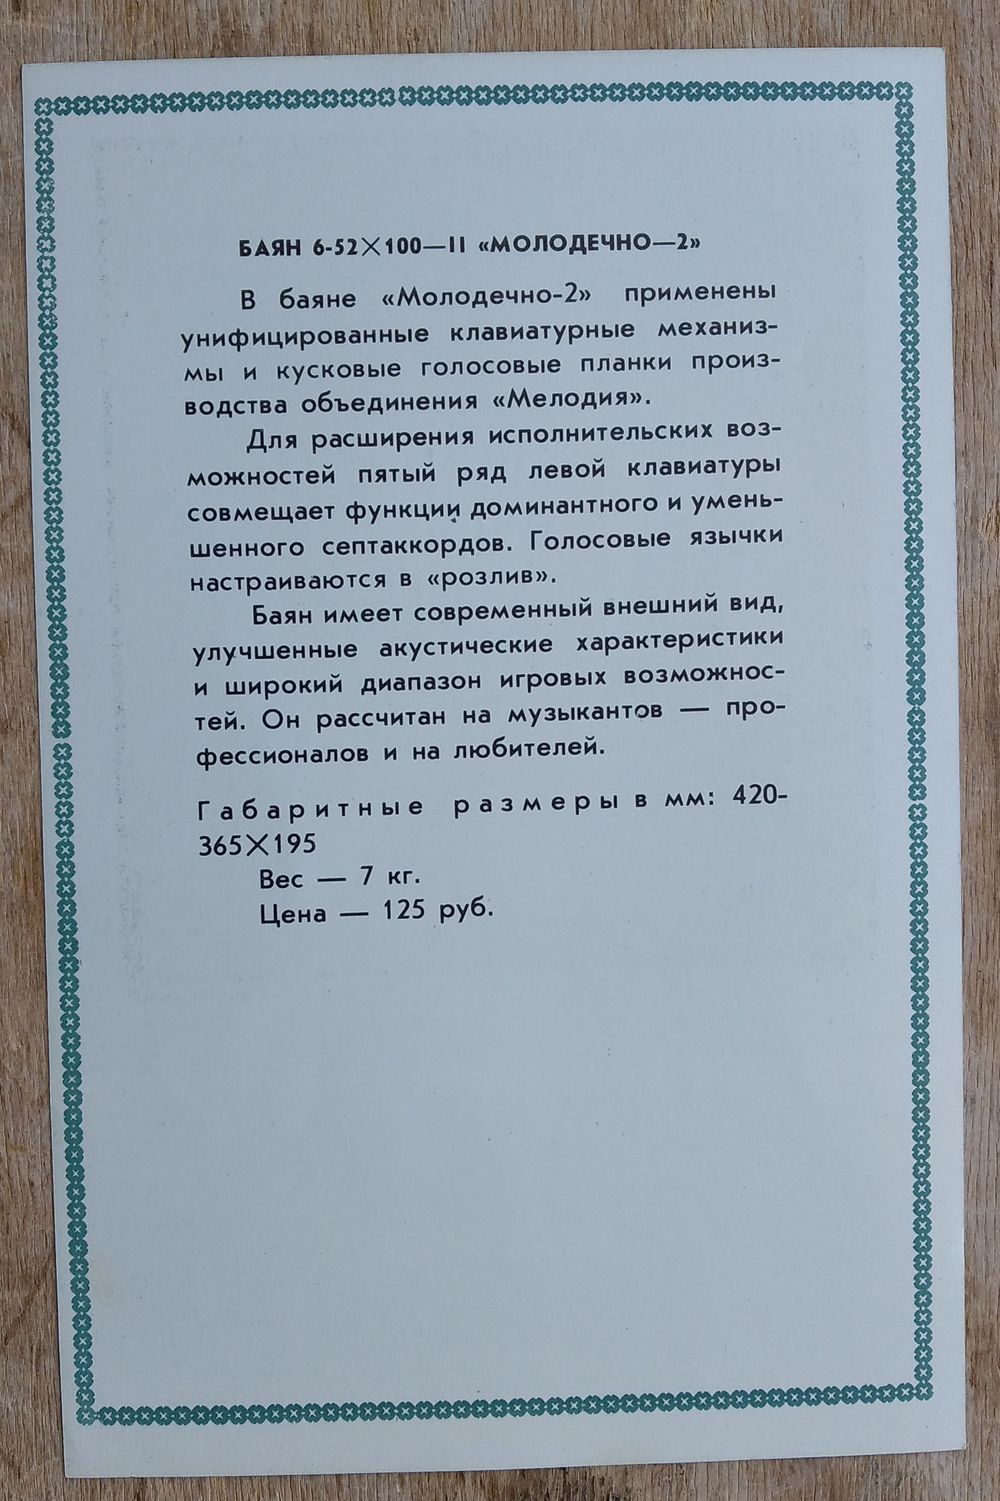 БАЯН 6-52×100—II «МОЛОДЕЧНО—2»
В баяне «Молодечно-2» применены
унифицированные клавиатурные механиз-
мы и кусковые голосовые планки произ-
водства объединения «Мелодия».
Для расширения исполнительских воз-
можностей пятый ряд левой клавиатуры
совмещает функции доминантного и умень-
шенного септаккордов. Голосовые язычки
настраиваются в «розлив».
Баян имеет современный внешний вид,
улучшенные акустические характеристики
и широкий диапазон игровых возможнос-
тей. Он рассчитан на музыкантов — про-
фессионалов и на любителей.
Габаритные размеры в мм: 420-
365×195
Вес — 7 кг.
Цена — 125 руб.